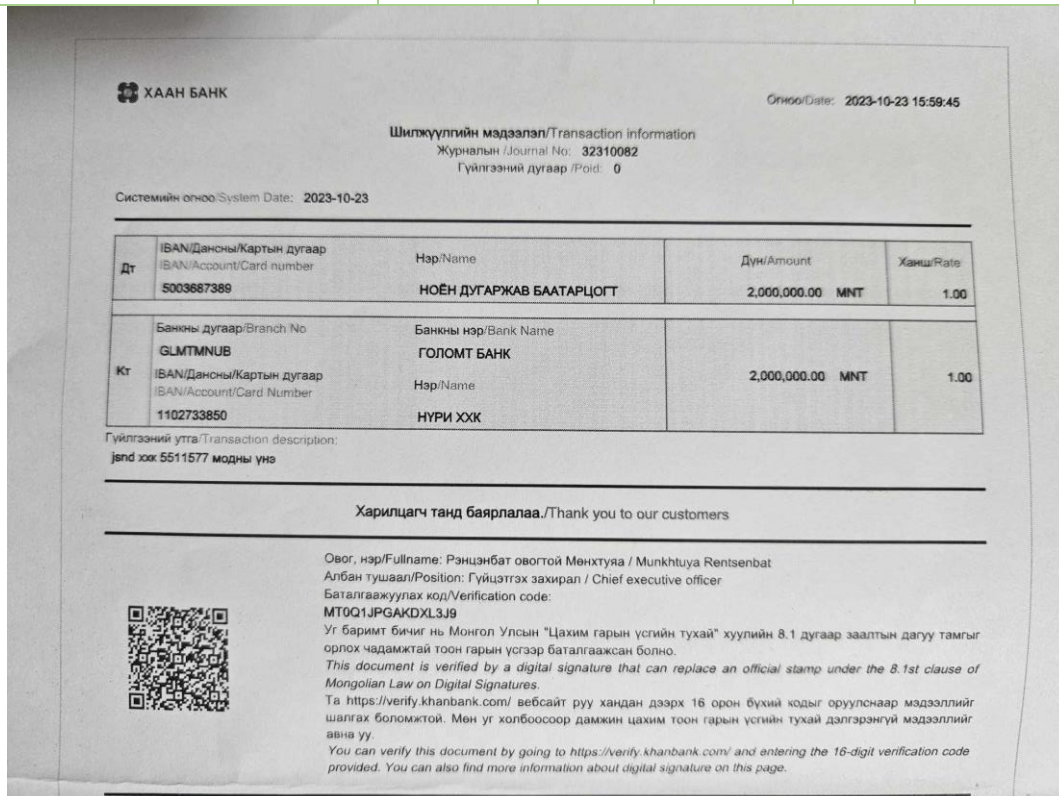 ХААН БАНК
Огноо/Date: 2023-10-23 15:59:45
Шилжүүлгийн мэдээлэл/Transaction information
Журналын /Journal No: 32310082
Гүйлгээний дугаар /Poid: 0
Системийн огноо/System Date: 2023-10-23
Дт
IBAN/Дансны/Картын дугаар
IBAN/Account/Card number
Нэр/Name
Дүн/Amount
Ханш/Rate
5003687389 НОЁН ДУГАРЖАВ БААТАРЦОГТ 2,000,000.00 MNT 1.00
Банкны дугаар/Branch No Банкны нэр/Bank Name
GLMTMNUB ГОЛОМТ БАНК
Кт
IBAN/Дансны/Картын дугаар
IBAN/Account/Card Number
Нэр/Name
2,000,000.00 MNT 1.00
1102733850 НҮРИ ХХК
Гүйлгээний утга/Transaction description:
jsnd xxк 5511577 модны үнэ
Харилцагч танд баярлалаа./Thank you to our customers
Овог, нэр/Fullname: Рэнцэнбат овогтой Мөнхтуяа / Munkhtuya Rentsenbat
Албан тушаал/Position: Гүйцэтгэх захирал / Chief executive officer
Баталгаажуулах код/Verification code:
MT0Q1JPGAKDXL3J9
Уг баримт бичиг нь Монгол Улсын "Цахим гарын үсгийн тухай" хуулийн 8.1 дугаар заалтын дагуу тамгыг
орлох чадамжтай тоон гарын үсгээр баталгаажсан болно.
This document is verified by a digital signature that can replace an official stamp under the 8.1st clause of
Mongolian Law on Digital Signatures.
Та https://verify.khanbank.com/ вебсайт руу хандан дээрх 16 орон бүхий кодыг оруулснаар мэдээллийг
шалгах боломжтой. Мөн уг холбоосоор дамжин цахим тоон гарын үсгийн тухай дэлгэрэнгүй мэдээллийг
авна уу.
You can verify this document by going to https://verify.khanbank.com/ and entering the 16-digit verification code
provided. You can also find more information about digital signature on this page.